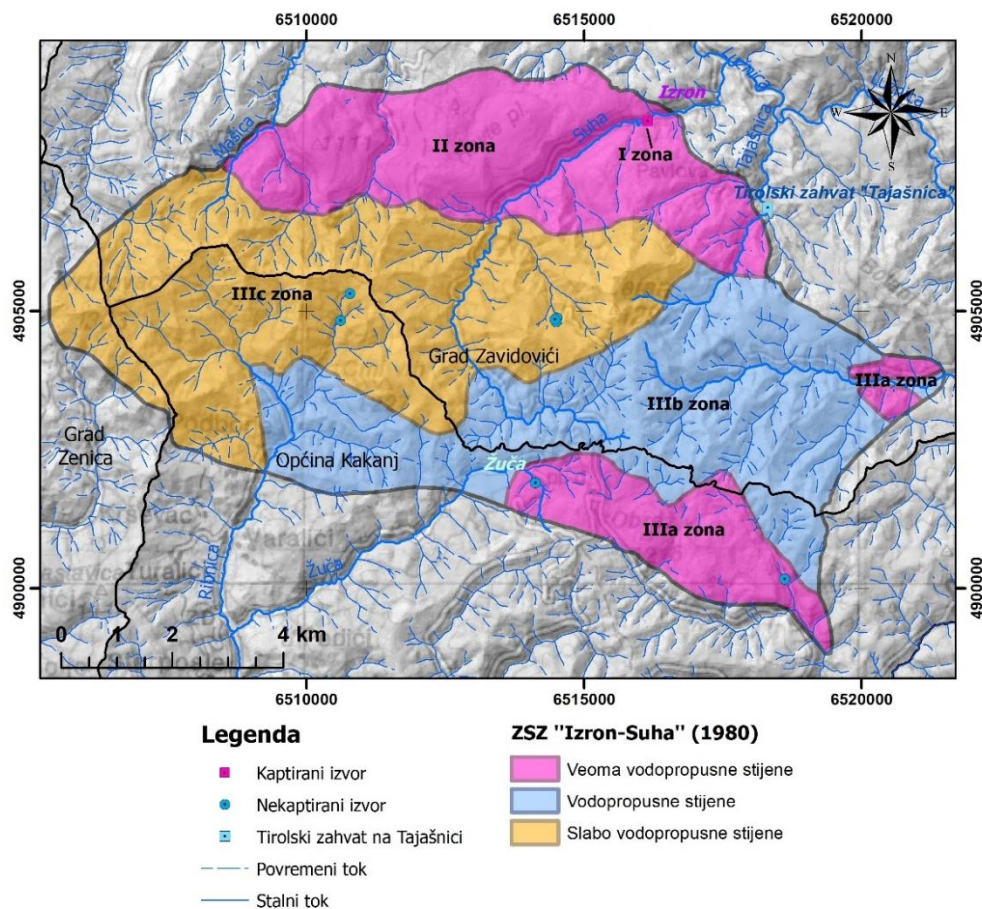 6510000
6515000
6520000
N
W
E
S
Izron
Mašica
Suha
II zona
I zona
Pavlova
Tajašnica
Tirolski zahvat "Tajašnica"
4905000
4905000
IIIc zona
Grad Zavidovići
IIIa zona
IIIb zona
Grad
Zenica
Općina Kakanj
Žuča
IIIa zona
Varalići
Ribnica
Žuča
4900000
4900000
0 1 2 4 km
6510000
6515000
6520000
Legenda
Kaptirani izvor
Nekaptirani izvor
Tirolski zahvat na Tajašnici
Povremeni tok
Stalni tok
ZSZ "Izron-Suha" (1980)
Veoma vodopropusne stijene
Vodopropusne stijene
Slabo vodopropusne stijene